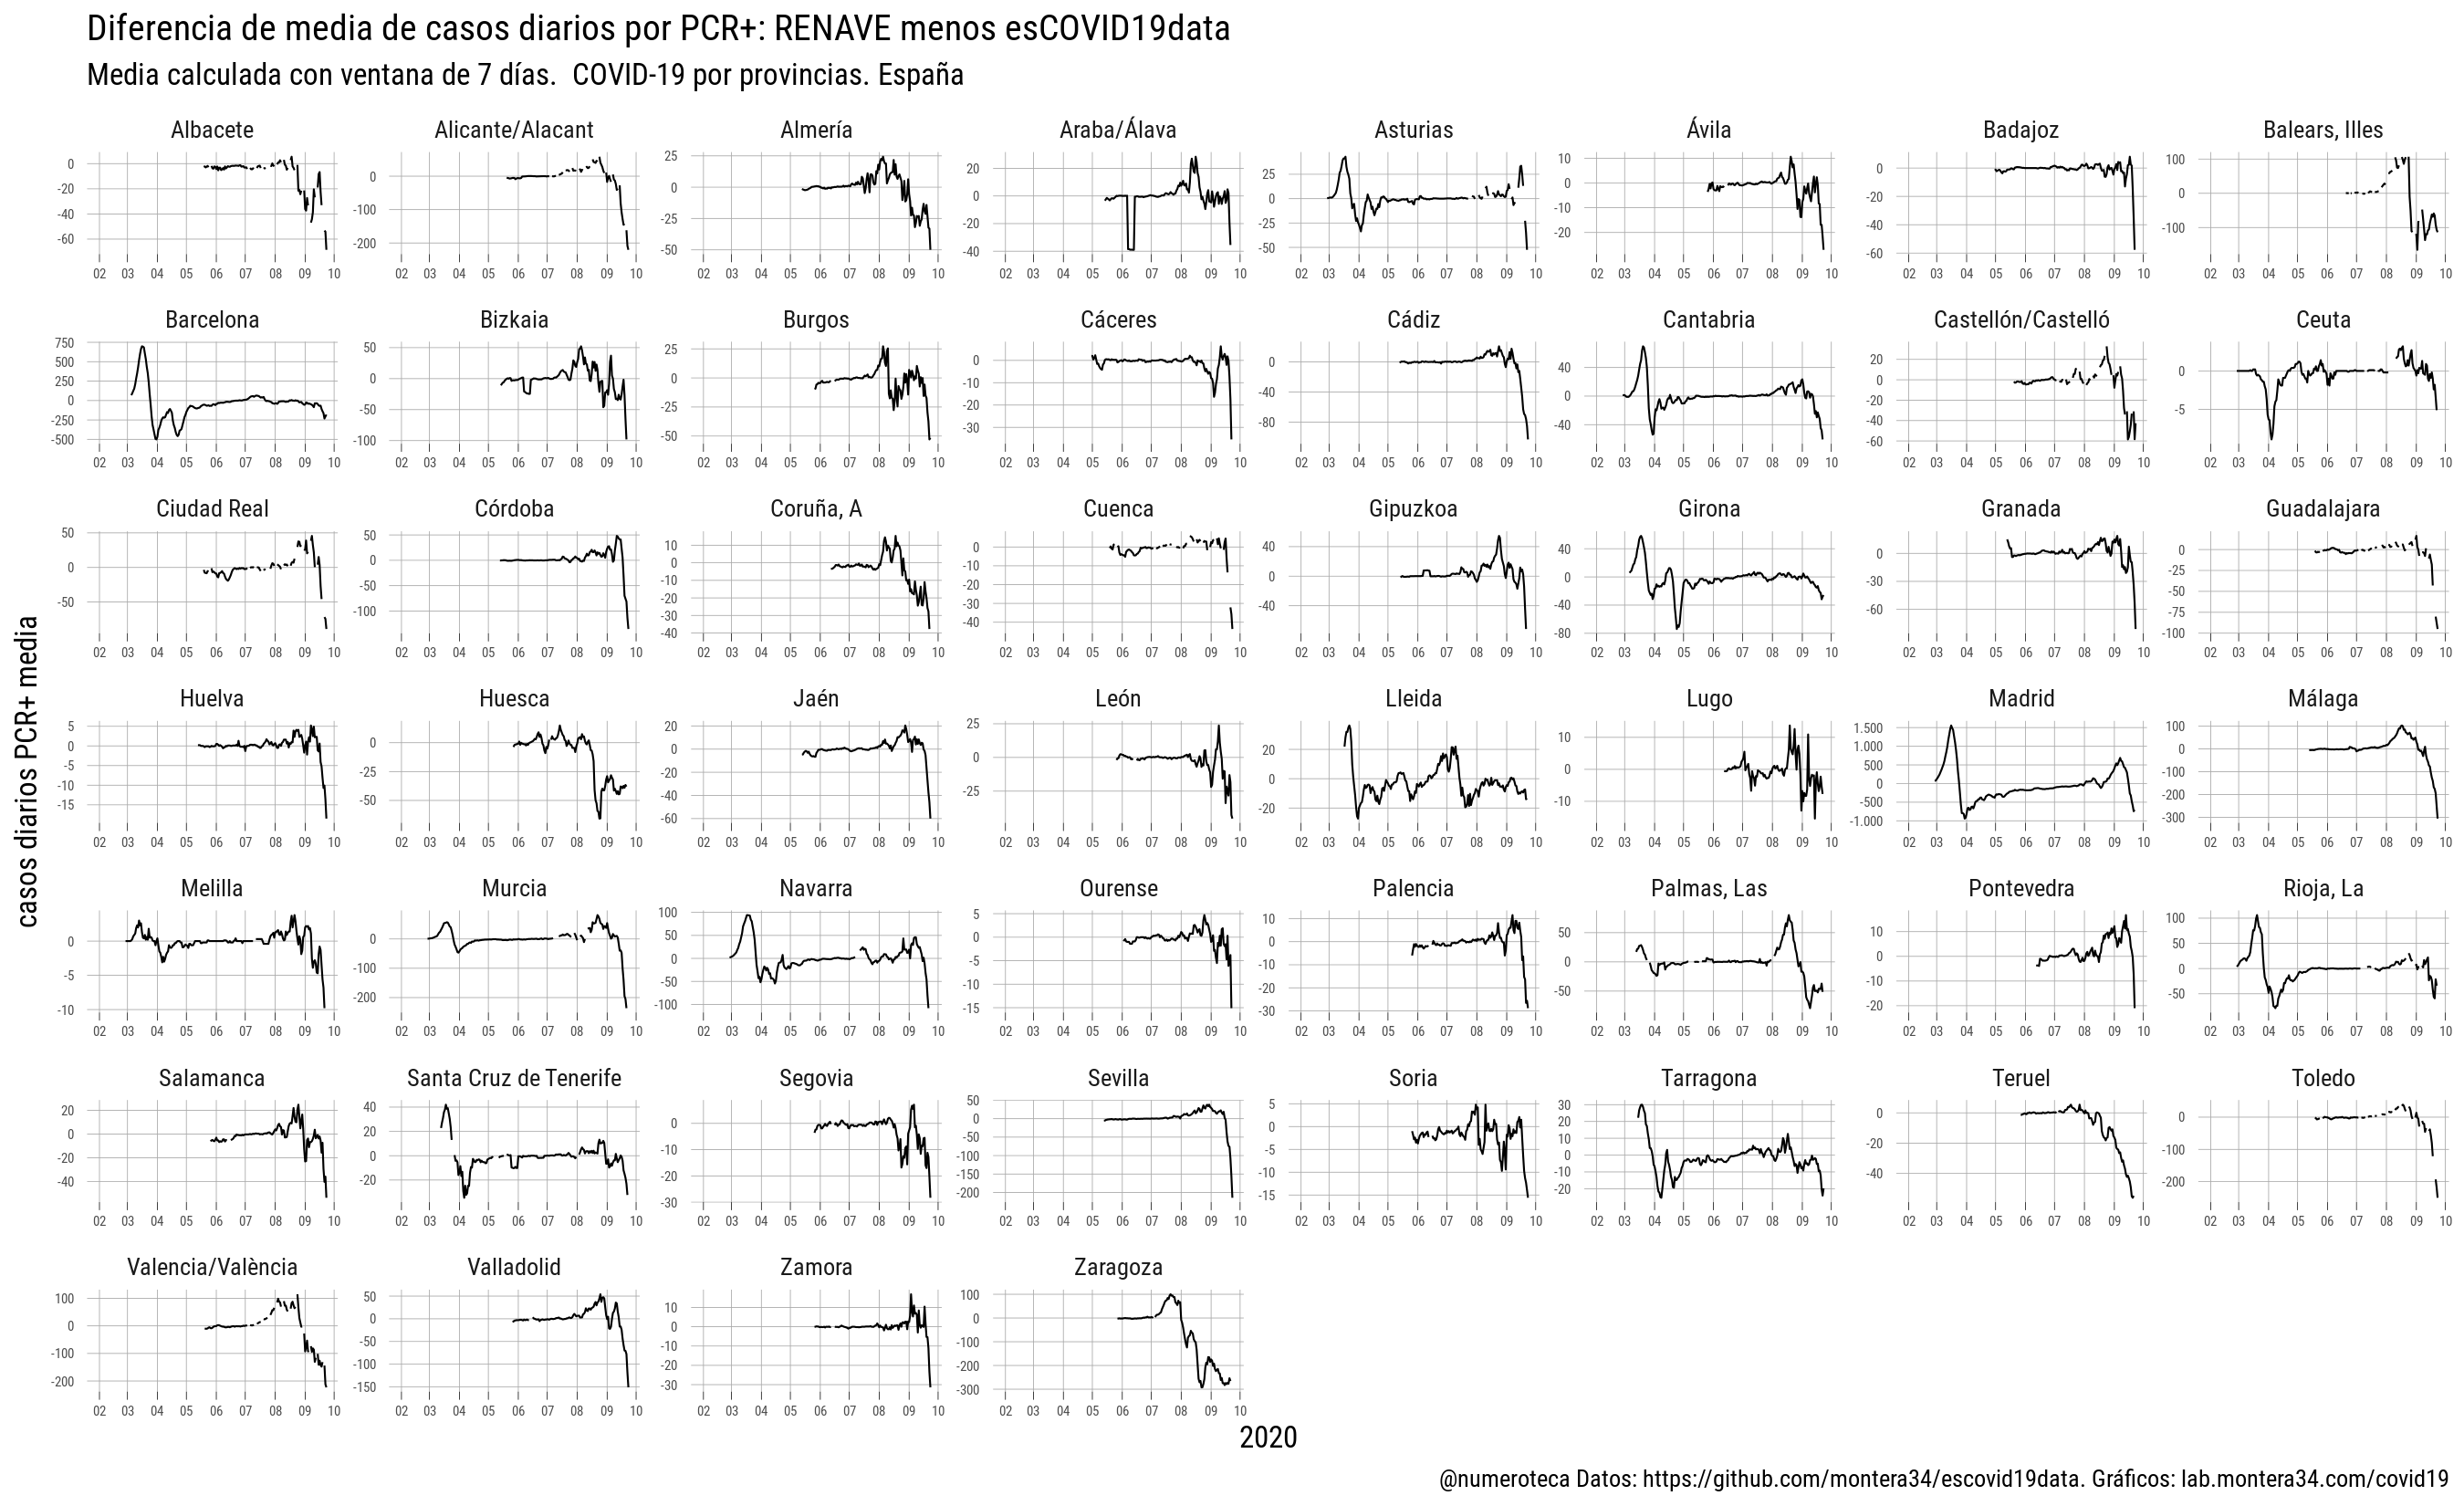 Diferencia de media de casos diarios por PCR+: RENAVE menos esCOVID19data
Media calculada con ventana de 7 días.  COVID-19 por provincias. España
casos diarios PCR+ media
Albacete Alicante/Alacant Almería Araba/Álava Asturias Ávila Badajoz Balears, Illes
0 -20 -40 -60
0 -100 -200
25 0 -25 -50
20 0 -20 -40
25 0 -25 -50
10 0 -10 -20
0 -20 -40 -60
100 0 -100
02 03 04 05 06 07 08 09 10 02 03 04 05 06 07 08 09 10 02 03 04 05 06 07 08 09 10 02 03 04 05 06 07 08 09 10 02 03 04 05 06 07 08 09 10 02 03 04 05 06 07 08 09 10 02 03 04 05 06 07 08 09 10 02 03 04 05 06 07 08 09 10
Barcelona Bizkaia Burgos Cáceres Cádiz Cantabria Castellón/Castelló Ceuta
750 500 250 0 -250 -500
50 0 -50 -100
25 0 -25 -50
0 -10 -20 -30
0 -40 -80
40 0 -40
20 0 -20 -40 -60
0 -5
02 03 04 05 06 07 08 09 10 02 03 04 05 06 07 08 09 10 02 03 04 05 06 07 08 09 10 02 03 04 05 06 07 08 09 10 02 03 04 05 06 07 08 09 10 02 03 04 05 06 07 08 09 10 02 03 04 05 06 07 08 09 10 02 03 04 05 06 07 08 09 10
Ciudad Real Córdoba Coruña, A Cuenca Gipuzkoa Girona Granada Guadalajara
50 0 -50
50 0 -50 -100
10 0 -10 -20 -30 -40
0 -10 -20 -30 -40
40 0 -40
40 0 -40 -80
0 -30 -60
0 -25 -50 -75 -100
02 03 04 05 06 07 08 09 10 02 03 04 05 06 07 08 09 10 02 03 04 05 06 07 08 09 10 02 03 04 05 06 07 08 09 10 02 03 04 05 06 07 08 09 10 02 03 04 05 06 07 08 09 10 02 03 04 05 06 07 08 09 10 02 03 04 05 06 07 08 09 10
Huelva Huesca Jaén León Lleida Lugo Madrid Málaga
5 0 -5 -10 -15
0 -25 -50
20 0 -20 -40 -60
25 0 -25
20 0 -20
10 0 -10
1.500 1.000 500 0 -500 -1.000
100 0 -100 -200 -300
02 03 04 05 06 07 08 09 10 02 03 04 05 06 07 08 09 10 02 03 04 05 06 07 08 09 10 02 03 04 05 06 07 08 09 10 02 03 04 05 06 07 08 09 10 02 03 04 05 06 07 08 09 10 02 03 04 05 06 07 08 09 10 02 03 04 05 06 07 08 09 10
Melilla Murcia Navarra Ourense Palencia Palmas, Las Pontevedra Rioja, La
0 -5 -10
0 -100 -200
100 50 0 -50 -100
5 0 -5 -10 -15
10 0 -10 -20 -30
50 0 -50
10 0 -10 -20
100 50 0 -50
02 03 04 05 06 07 08 09 10 02 03 04 05 06 07 08 09 10 02 03 04 05 06 07 08 09 10 02 03 04 05 06 07 08 09 10 02 03 04 05 06 07 08 09 10 02 03 04 05 06 07 08 09 10 02 03 04 05 06 07 08 09 10 02 03 04 05 06 07 08 09 10
Salamanca Santa Cruz de Tenerife Segovia Sevilla Soria Tarragona Teruel Toledo
20 0 -20 -40
40 20 0 -20
0 -10 -20 -30
50 0 -50 -100 -150 -200
5 0 -5 -10 -15
30 20 10 0 -10 -20
0 -20 -40
0 -100 -200
02 03 04 05 06 07 08 09 10 02 03 04 05 06 07 08 09 10 02 03 04 05 06 07 08 09 10 02 03 04 05 06 07 08 09 10 02 03 04 05 06 07 08 09 10 02 03 04 05 06 07 08 09 10 02 03 04 05 06 07 08 09 10 02 03 04 05 06 07 08 09 10
Valencia/València Valladolid Zamora Zaragoza
100 0 -100 -200
50 0 -50 -100 -150
10 0 -10 -20 -30
100 0 -100 -200 -300
02 03 04 05 06 07 08 09 10 02 03 04 05 06 07 08 09 10 02 03 04 05 06 07 08 09 10 02 03 04 05 06 07 08 09 10
2020
@numeroteca Datos: https://github.com/montera34/escovid19data. Gráficos: lab.montera34.com/covid19